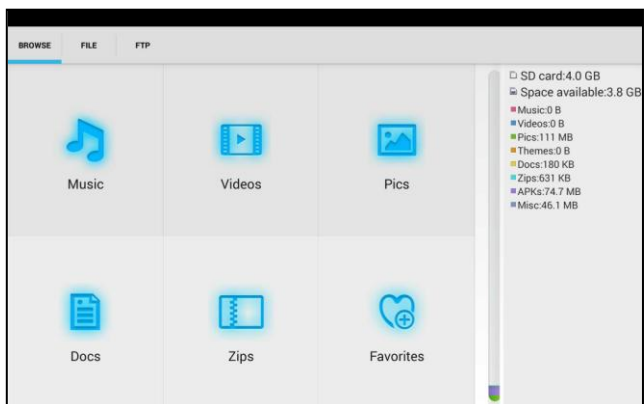 BROWSE FILE FTP
Music Videos Pics
Docs Zips Favorites
SD card:4.0 GB
Space available:3.8 GB
Music:0 B
Videos:0 B
Pics:111 MB
Themes:0 B
Docs:180 KB
Zips:631 KB
APKs:74.7 MB
Misc:46.1 MB